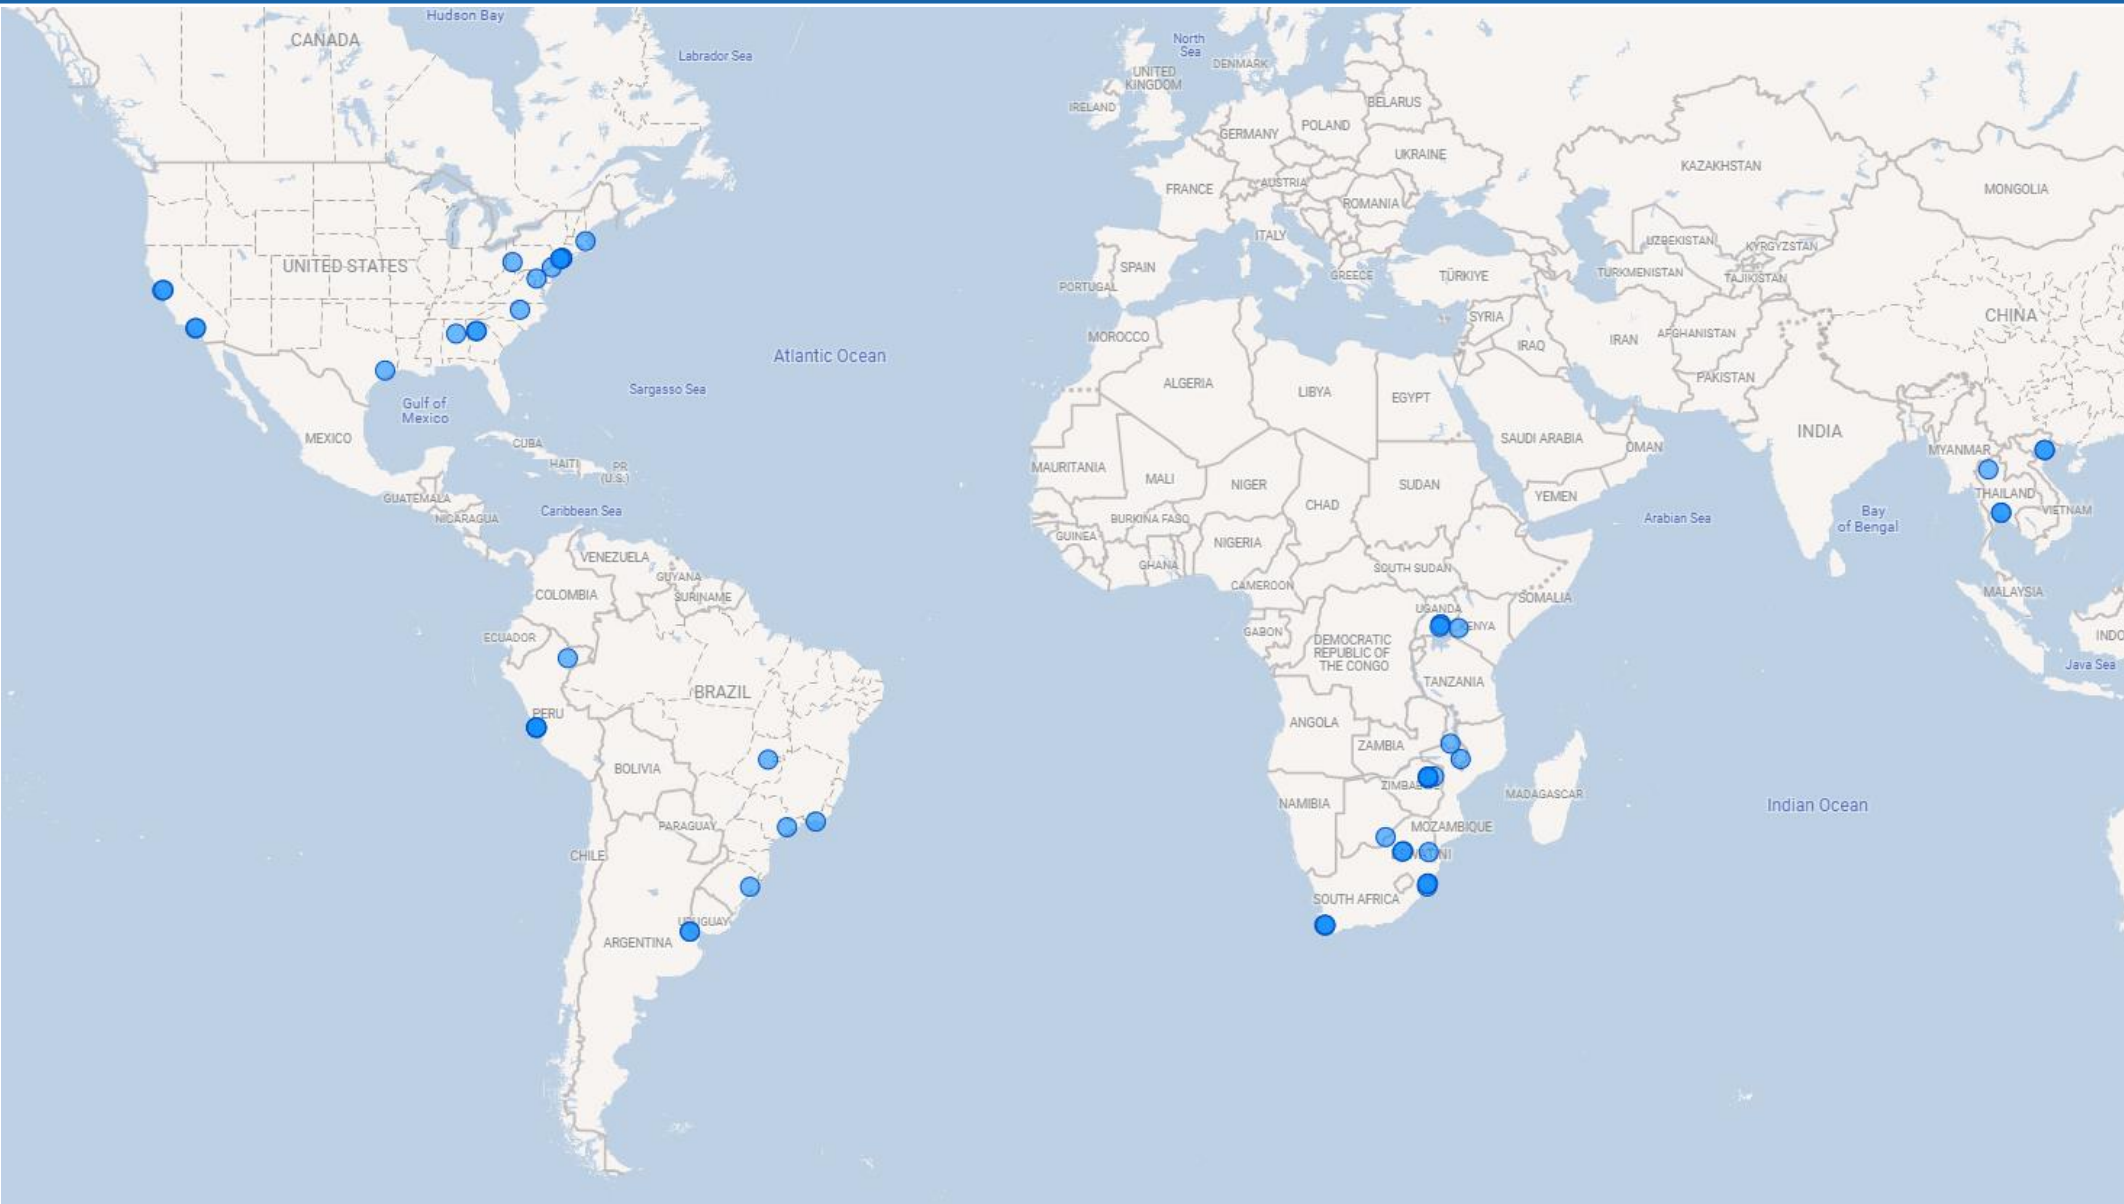 Hudson Bay
CANADA
Labrador Sea
North
Sea
DENMARK
UNITED
KINGDOM
IRELAND
BELARUS
POLAND
GERMANY
UKRAINE
KAZAKHSTAN
FRANCE
AUSTRIA
MONGOLIA
ROMANIA
ITALY
UZBEKISTAN
KYRGYZSTAN
UNITED STATES
SPAIN
GREECE
TÜRKIYE
TURKMENISTAN
TAJIKISTAN
PORTUGAL
SYRIA
CHINA
MOROCCO
IRAQ
IRAN
AFGHANISTAN
Atlantic Ocean
PAKISTAN
ALGERIA
LIBYA
EGYPT
Sargasso Sea
Gulf of
Mexico
MEXICO
CUBA
INDIA
SAUDI ARABIA
OMAN
MYANMAR
HAITI
PR
(U.S.)
MAURITANIA
MALI
NIGER
SUDAN
YEMEN
THAILAND
GUATEMALA
CHAD
Caribbean Sea
NICARAGUA
BURKINA FASO
Arabian Sea
Bay
of Bengal
VIETNAM
GUINEA
NIGERIA
VENEZUELA
GHANA
SOUTH SUDAN
GUYANA
CAMEROON
COLOMBIA
SURINAME
SOMALIA
MALAYSIA
UGANDA
KENYA
ECUADOR
GABON
DEMOCRATIC
REPUBLIC OF
THE CONGO
INDO
Java Sea
TANZANIA
BRAZIL
PERU
ANGOLA
ZAMBIA
BOLIVIA
ZIMBA
MADAGASCAR
NAMIBIA
Indian Ocean
PARAGUAY
MOZAMBIQUE
CHILE
SOUTH AFRICA
URUGUAY
ARGENTINA